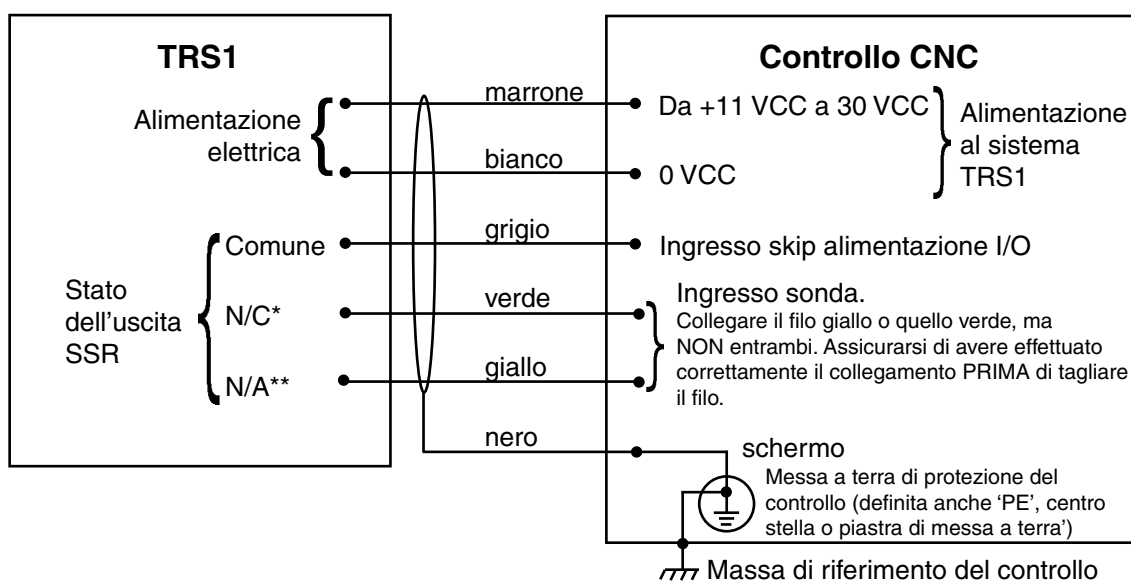 TRS1
Alimentazione
elettrica
Stato
dell'uscita
SSR
Comune
N/C*
N/A**
marrone
bianco
grigio
verde
giallo
nero
Controllo CNC
Da +11 VCC a 30 VCC
0 VCC
Alimentazione
al sistema
TRS1
Ingresso skip alimentazione I/O
Ingresso sonda.
Collegare il filo giallo o quello verde, ma
NON entrambi. Assicurarsi di avere effettuato
correttamente il collegamento PRIMA di tagliare
il filo.
schermo
Messa a terra di protezione del
controllo (definita anche ‘PE’, centro
stella o piastra di messa a terra’)
Massa di riferimento del controllo